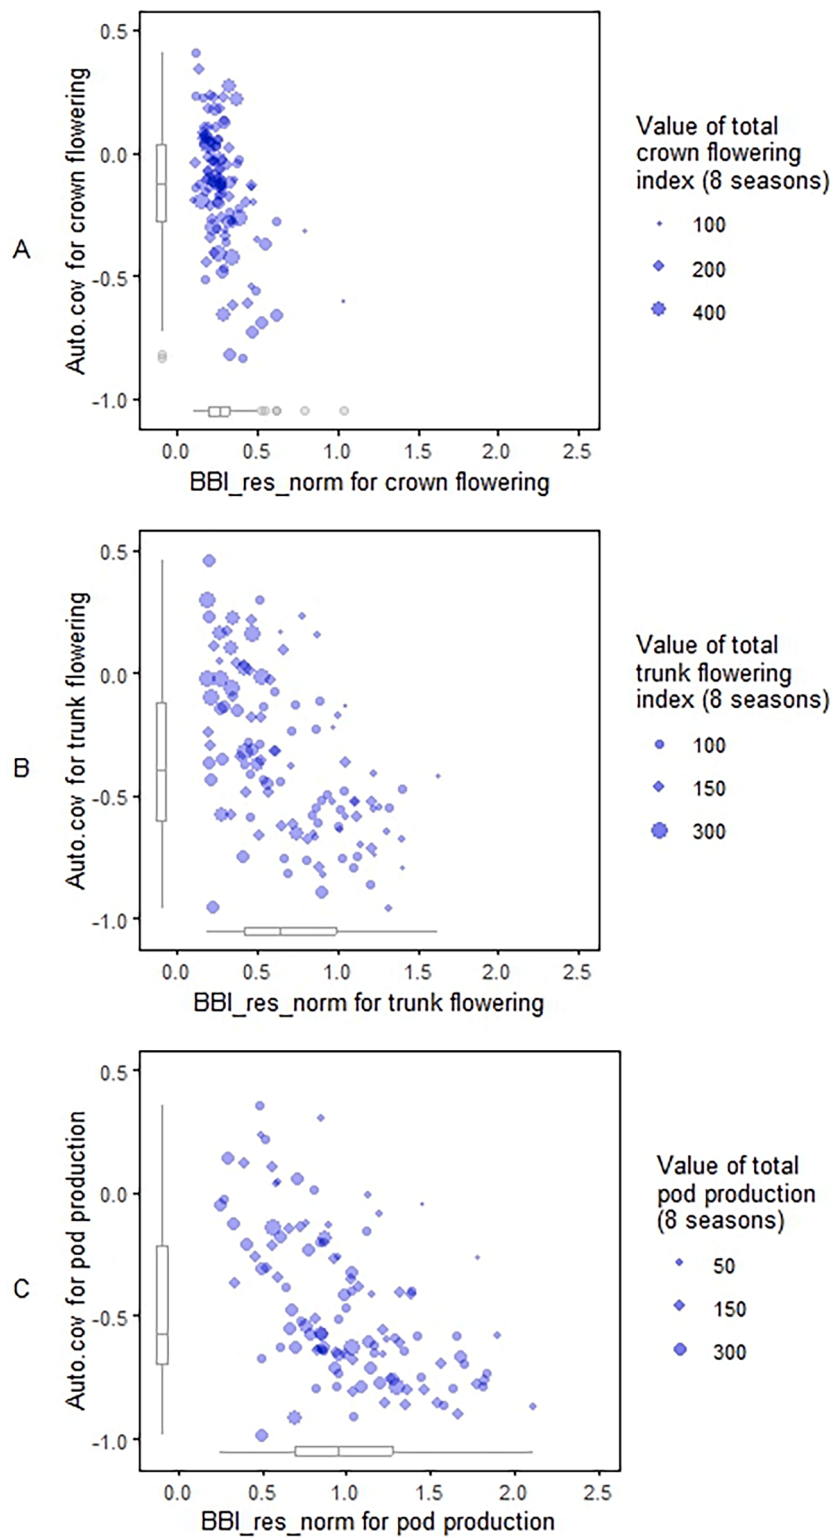 A
Auto.cov for crown flowering
0.5
0.0
-0.5
-1.0
0.0 0.5 1.0 1.5 2.0 2.5
BBI_res_norm for crown flowering
Value of total
crown flowering
index (8 seasons)
100
200
400
B
Auto.cov for trunk flowering
0.5
0.0
-0.5
-1.0
0.0 0.5 1.0 1.5 2.0 2.5
BBI_res_norm for trunk flowering
Value of total
trunk flowering
index (8 seasons)
100
150
300
C
Auto.cov for pod production
0.5
0.0
-0.5
-1.0
0.0 0.5 1.0 1.5 2.0 2.5
BBI_res_norm for pod production
Value of total
pod production
(8 seasons)
50
150
300